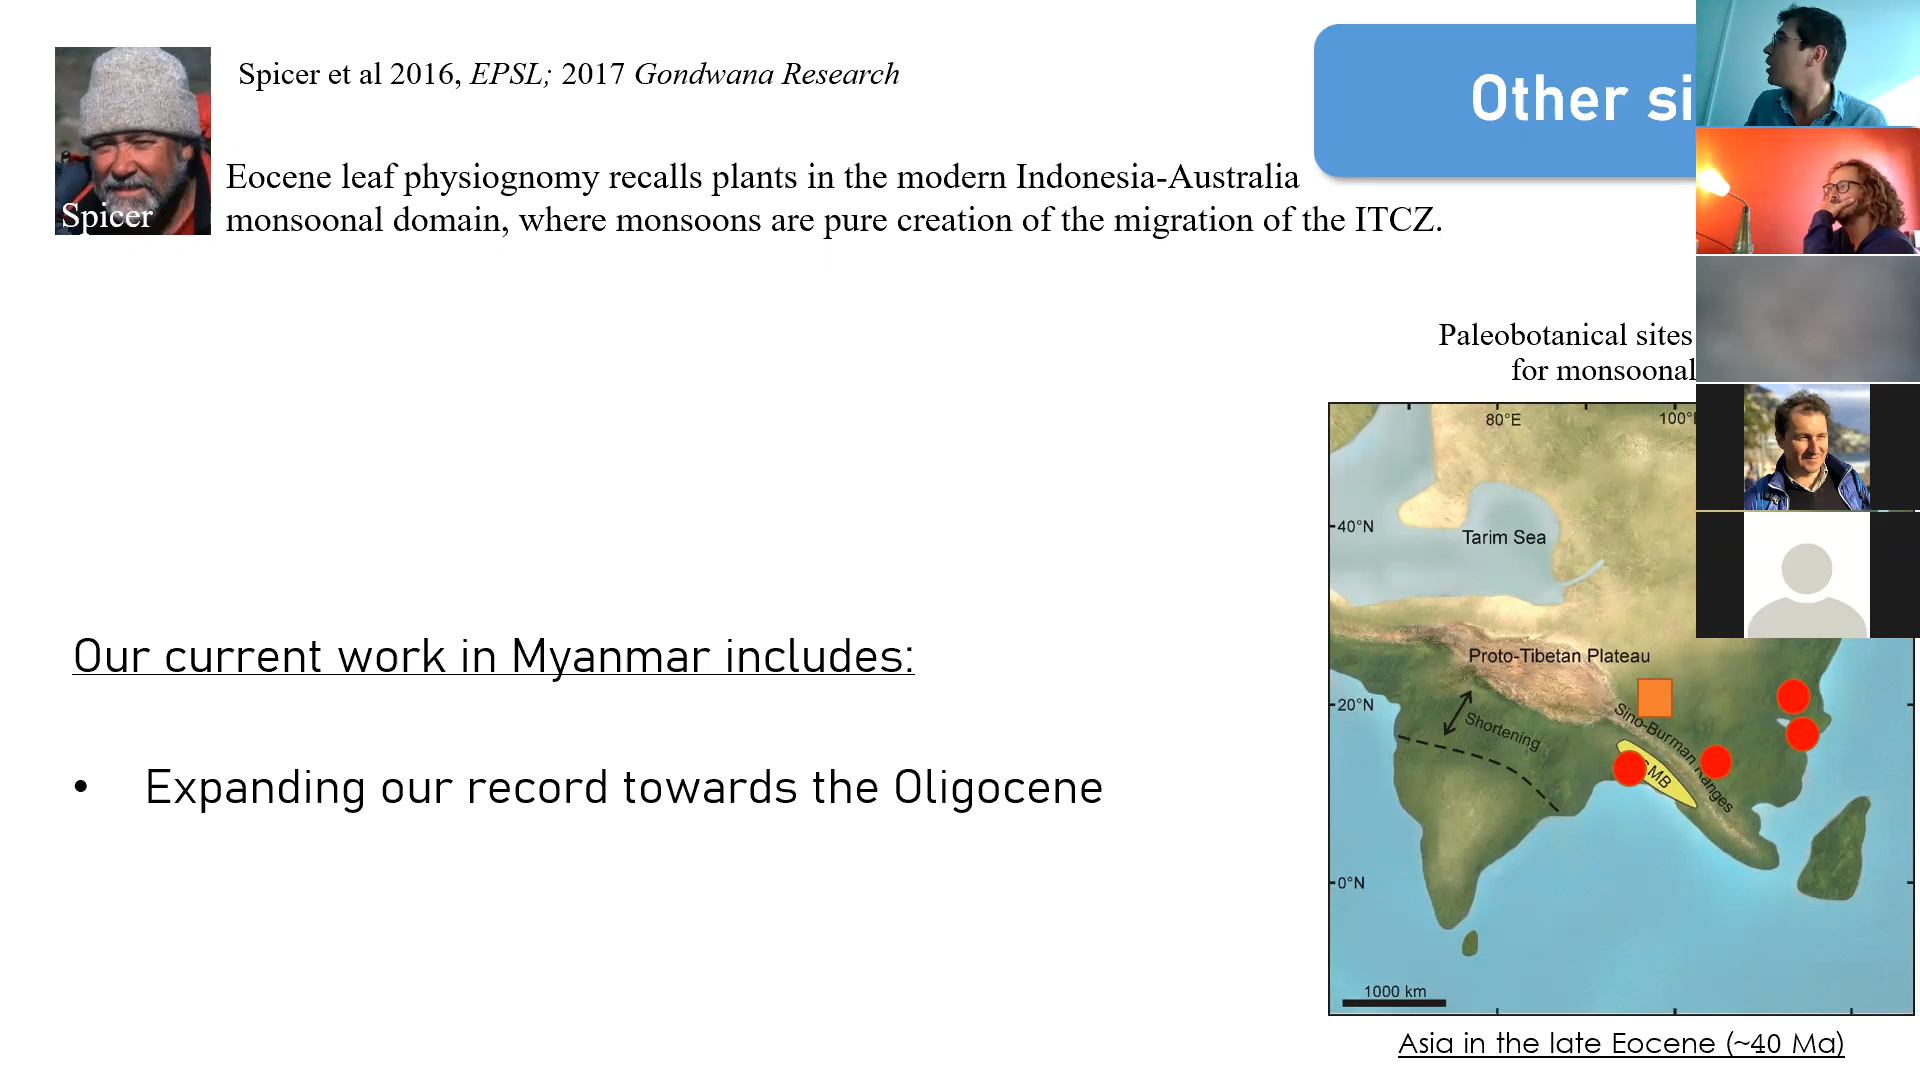 Spicer et al 2016, EPSL; 2017 Gondwana Research
Other si
Spicer
Eocene leaf physiognomy recalls plants in the modern Indonesia-Australia
monsoonal domain, where monsoons are pure creation of the migration of the ITCZ.
Paleobotanical sites
for monsoonal
80°E
100°
40°N
Tarim Sea
Proto-Tibetan Plateau
20°N
Shortening
Sino-Burman Ranges
MB
0°N
1000 km
Asia in the late Eocene (~40 Ma)
Our current work in Myanmar includes:
• Expanding our record towards the Oligocene